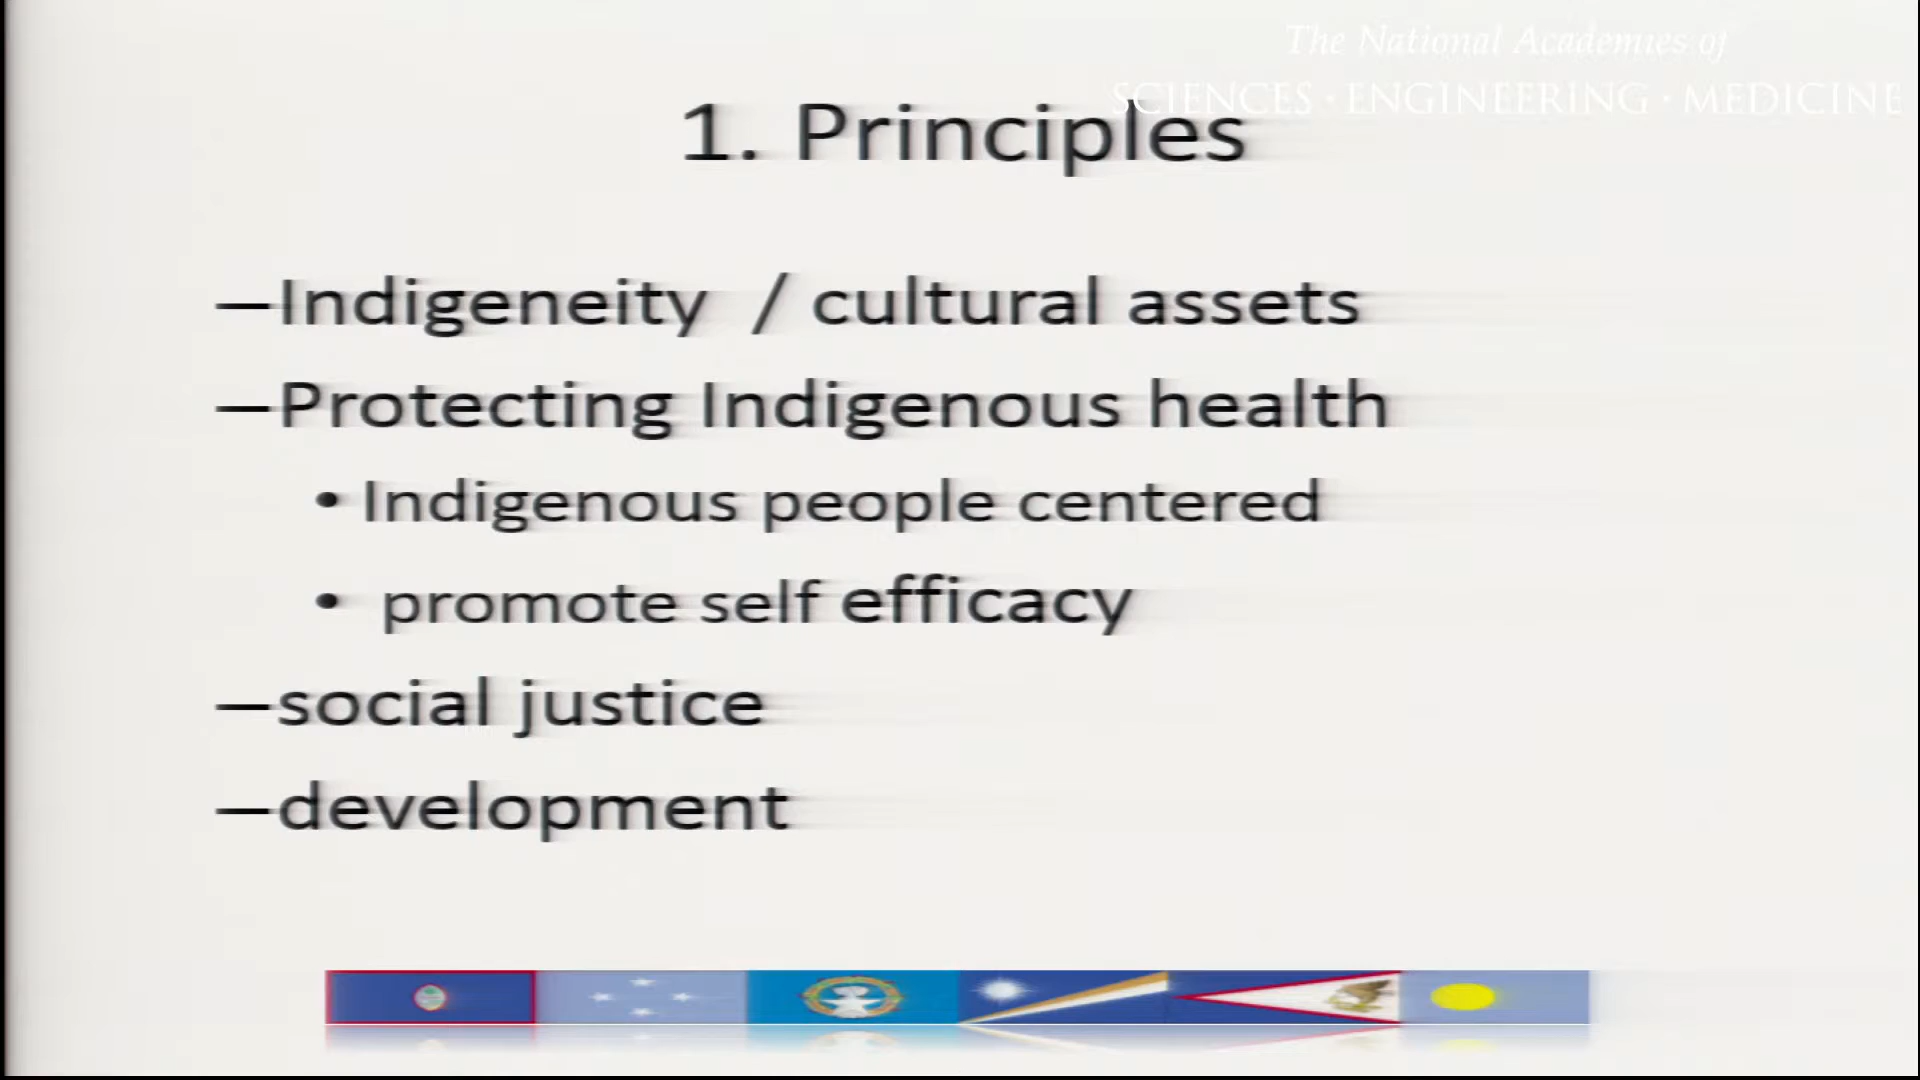 The National Academies of
SCIENCES · ENGINEERING · MEDICINE
1. Principles
–Indigeneity / cultural assets
–Protecting Indigenous health
• Indigenous people centered
• promote self efficacy
–social justice
–development